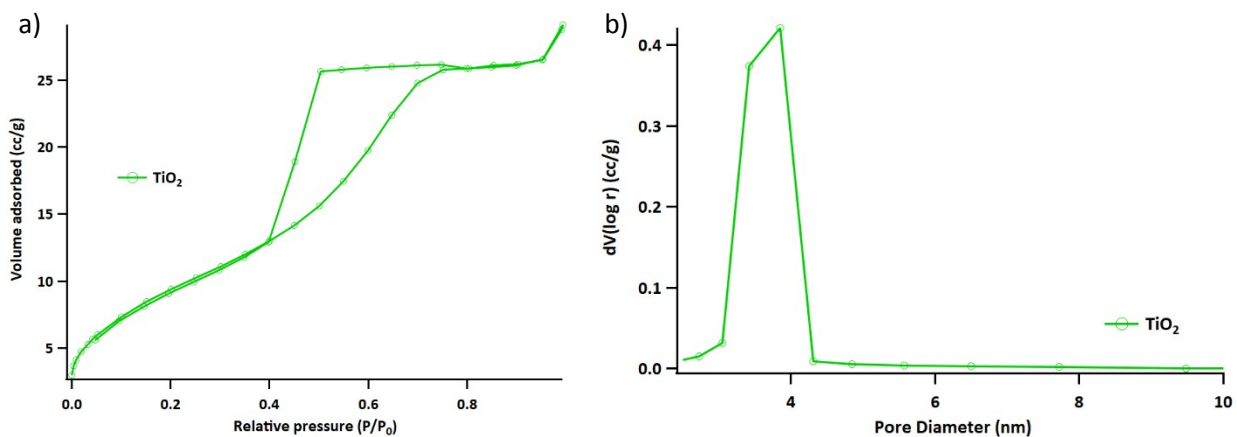 a)
Volume adsorbed (cc/g)
25
20
15
10
5
TiO₂
0.0 0.2 0.4 0.6 0.8
Relative pressure (P/P₀)
b)
dV(log r) (cc/g)
0.4
0.3
0.2
0.1
0.0
TiO₂
4 6 8 10
Pore Diameter (nm)